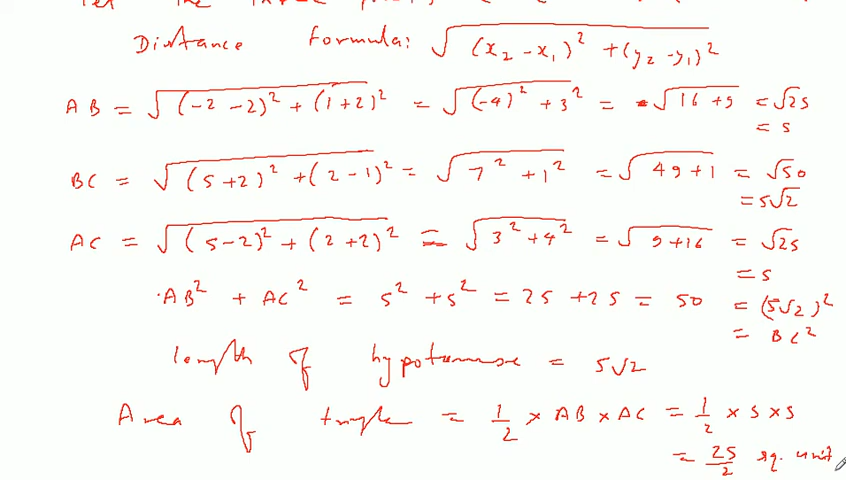 Let the three points
Distance formula: √((x₂ - x₁)² + (y₂ - y₁)²)
AB = √((-2 - 2)² + (1+2)²) = √((-4)² + 3²) = √(16 + 9) = √25
= 5
BC = √((5+2)² + (2-1)²) = √(7² + 1²) = √(49+1) = √50
= 5√2
AC = √((5-2)² + (2+2)²) = √(3² + 4²) = √(9+16) = √25
= 5
AB² + AC² = 5² + 5² = 25 + 25 = 50 = (5√2)²
= BC²
length of hypotenuse = 5√2
Area of triangle = 1/2 × AB × AC = 1/2 × 5 × 5
= 25/2 sq. unit